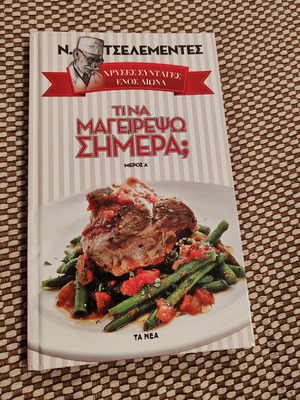 Ν. ΤΣΕΛΕΜΕΝΤΕΣ
ΧΡΥΣΕΣ ΣΥΝΤΑΓΕΣ
ΕΝΟΣ ΑΙΩΝΑ
ΤΙ ΝΑ
ΜΑΓΕΙΡΕΨΩ
ΣΗΜΕΡΑ;
ΜΕΡΟΣ Α΄
ΤΑ ΝΕΑ